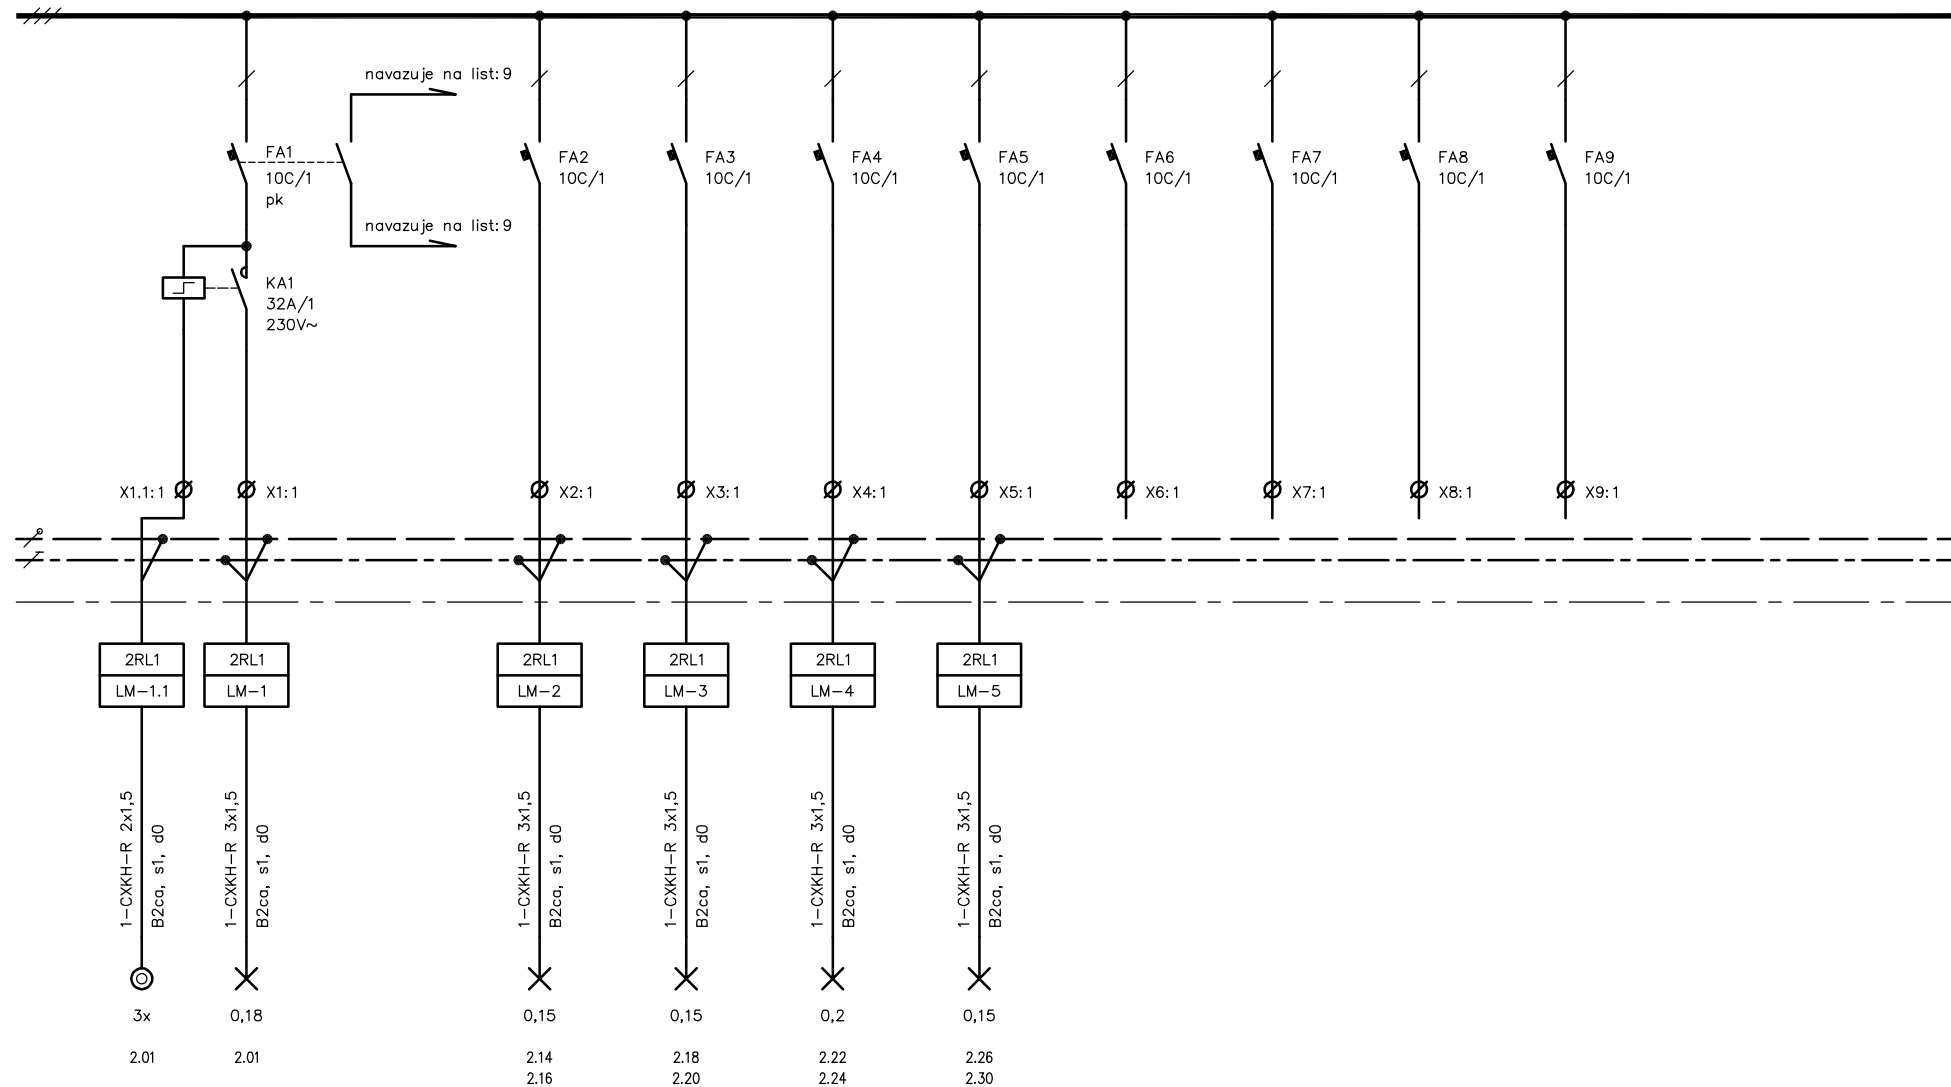 navazuje na list:9
FA1
10C/1
pk
navazuje na list:9
FA2
10C/1
FA3
10C/1
FA4
10C/1
FA5
10C/1
FA6
10C/1
FA7
10C/1
FA8
10C/1
FA9
10C/1
KA1
32A/1
230V~
X1.1:1
X1:1
X2:1
X3:1
X4:1
X5:1
X6:1
X7:1
X8:1
X9:1
2RL1
LM-1.1
2RL1
LM-1
2RL1
LM-2
2RL1
LM-3
2RL1
LM-4
2RL1
LM-5
1-CXKH-R 2x1,5
B2ca, s1, d0
1-CXKH-R 3x1,5
B2ca, s1, d0
1-CXKH-R 3x1,5
B2ca, s1, d0
1-CXKH-R 3x1,5
B2ca, s1, d0
1-CXKH-R 3x1,5
B2ca, s1, d0
1-CXKH-R 3x1,5
B2ca, s1, d0
3x
0,18
0,15
0,15
0,2
0,15
2.01
2.01
2.14
2.16
2.18
2.20
2.22
2.24
2.26
2.30